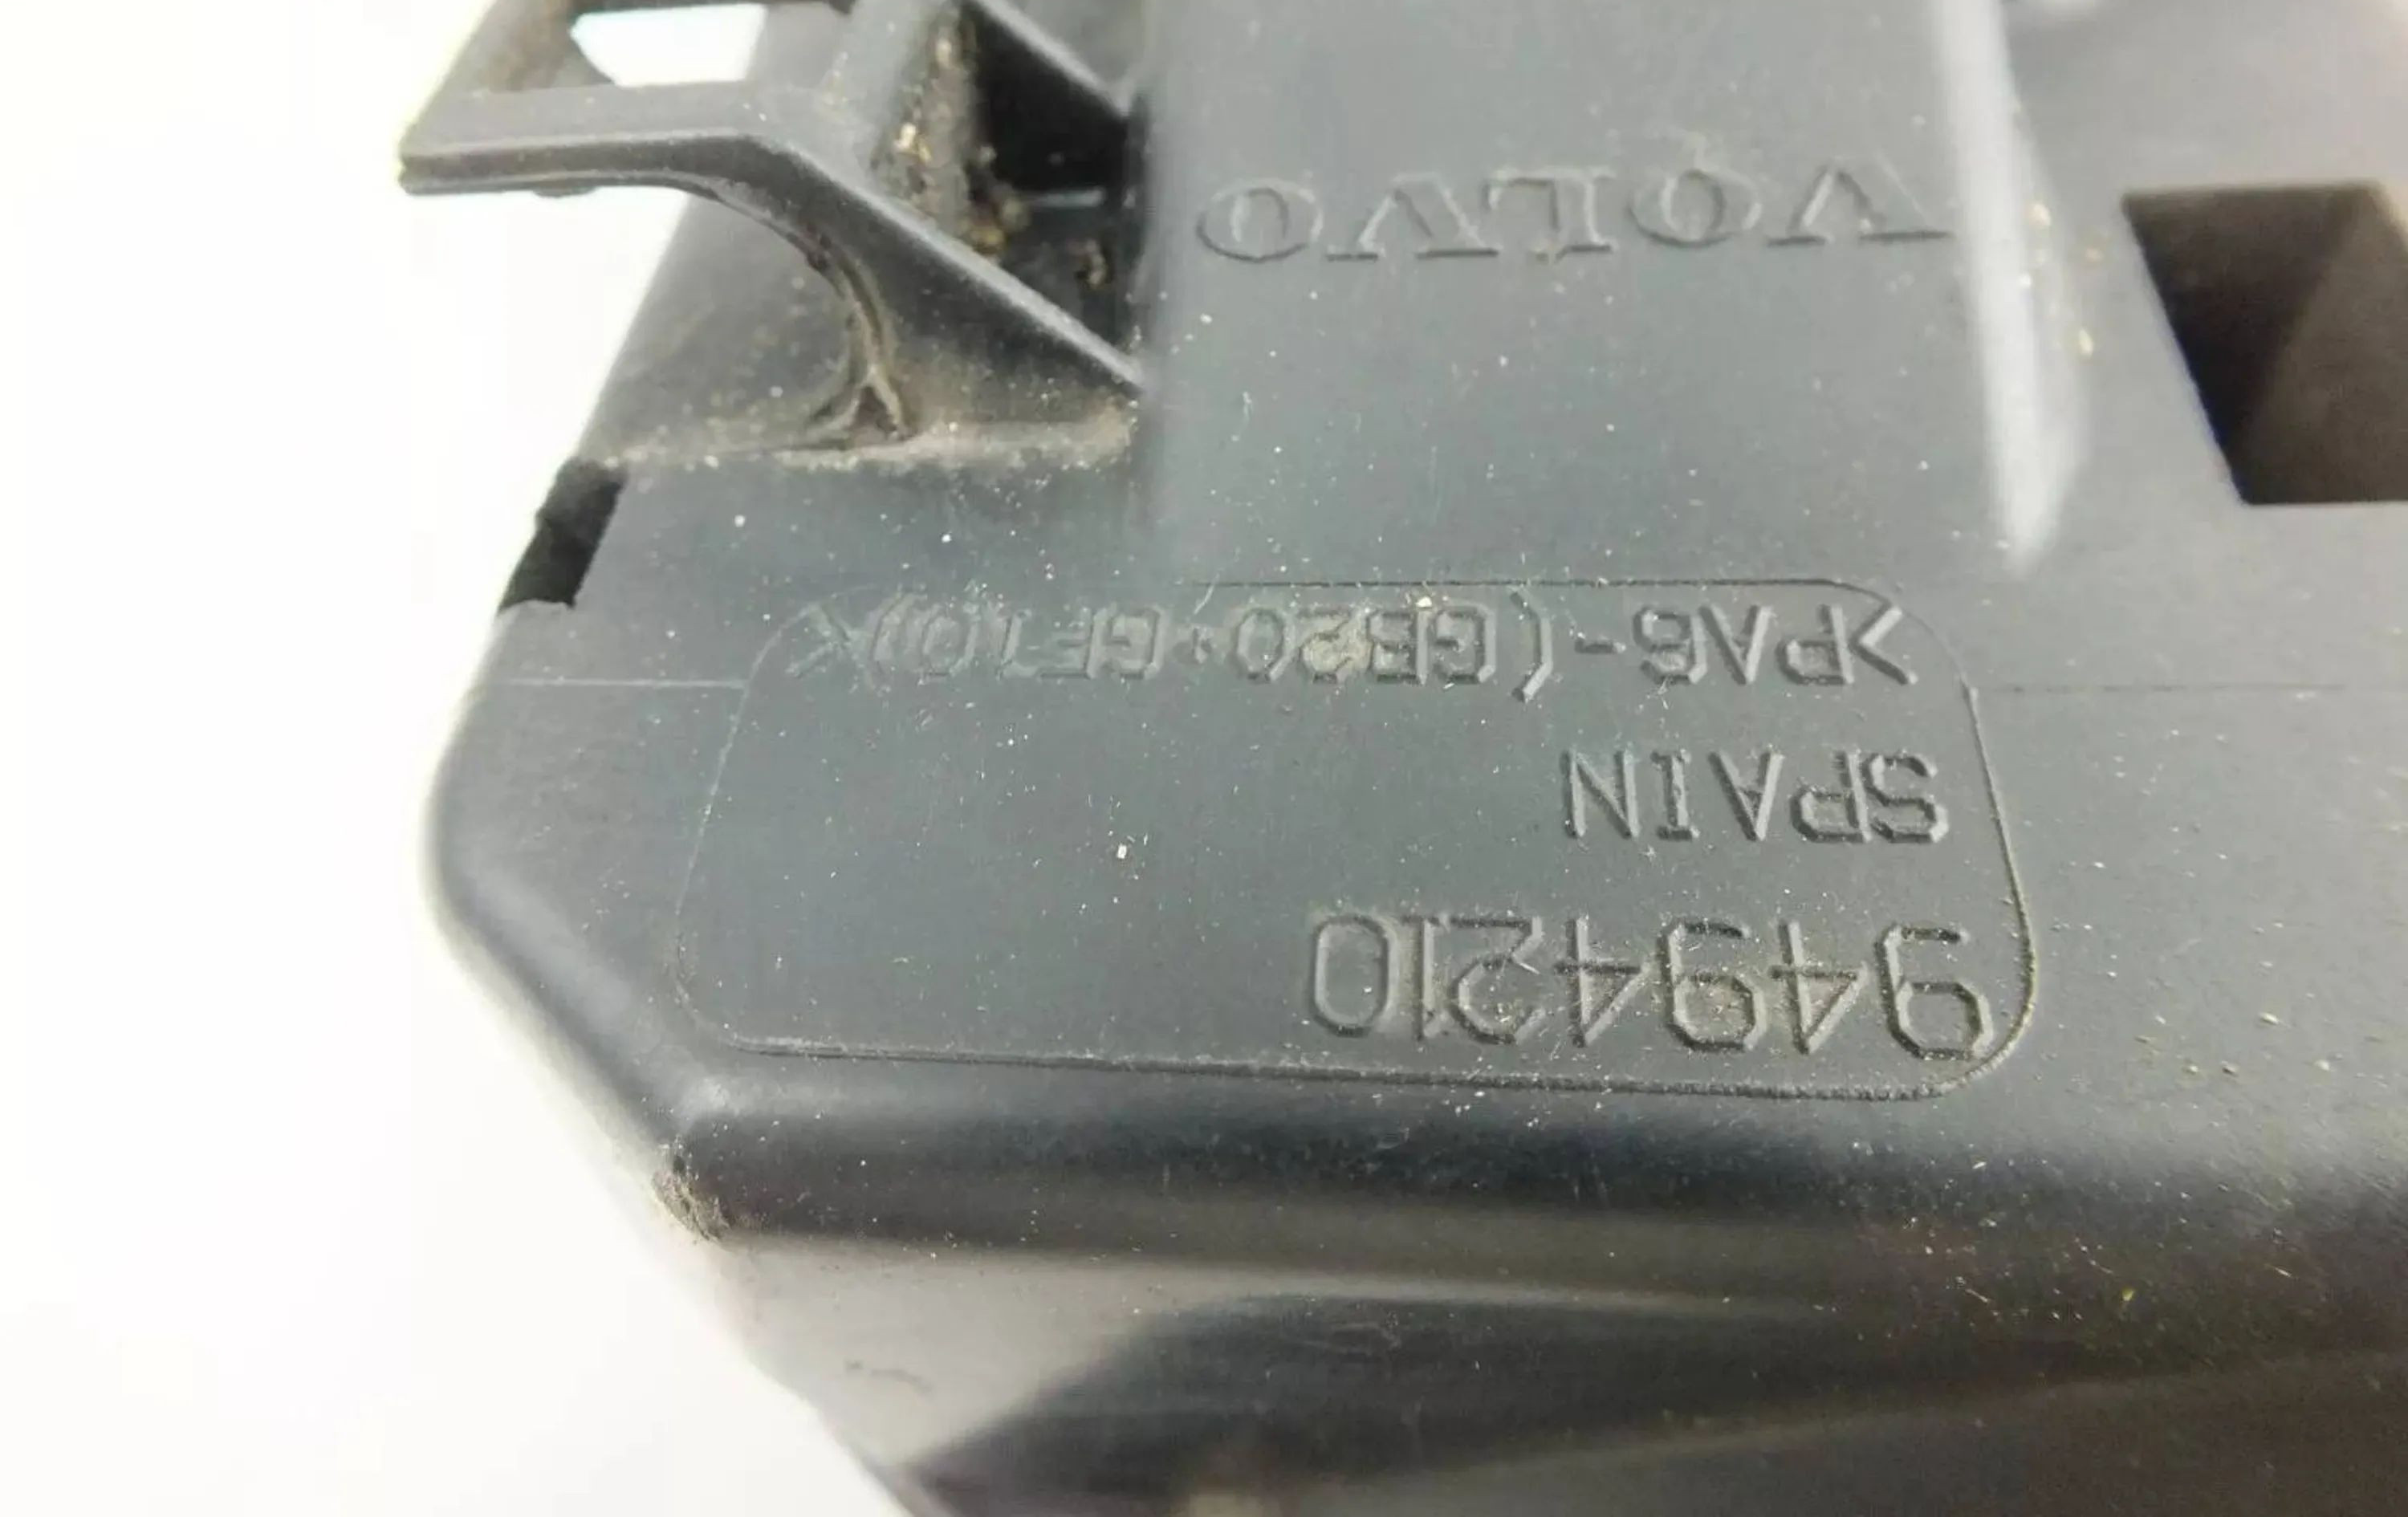 9494210
SPAIN
>PA6-(GB20+GF10)<
VOLVO